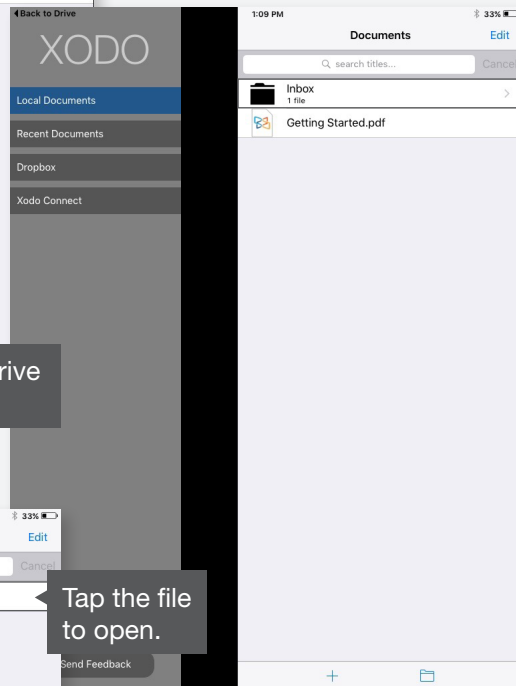 Back to Drive
XODO
Local Documents
Recent Documents
Dropbox
Xodo Connect
rive
33%
Edit
Cancel
Tap the file
to open.
Send Feedback
1:09 PM
33%
Documents
Edit
search titles...
Cancel
Inbox
1 file
Getting Started.pdf